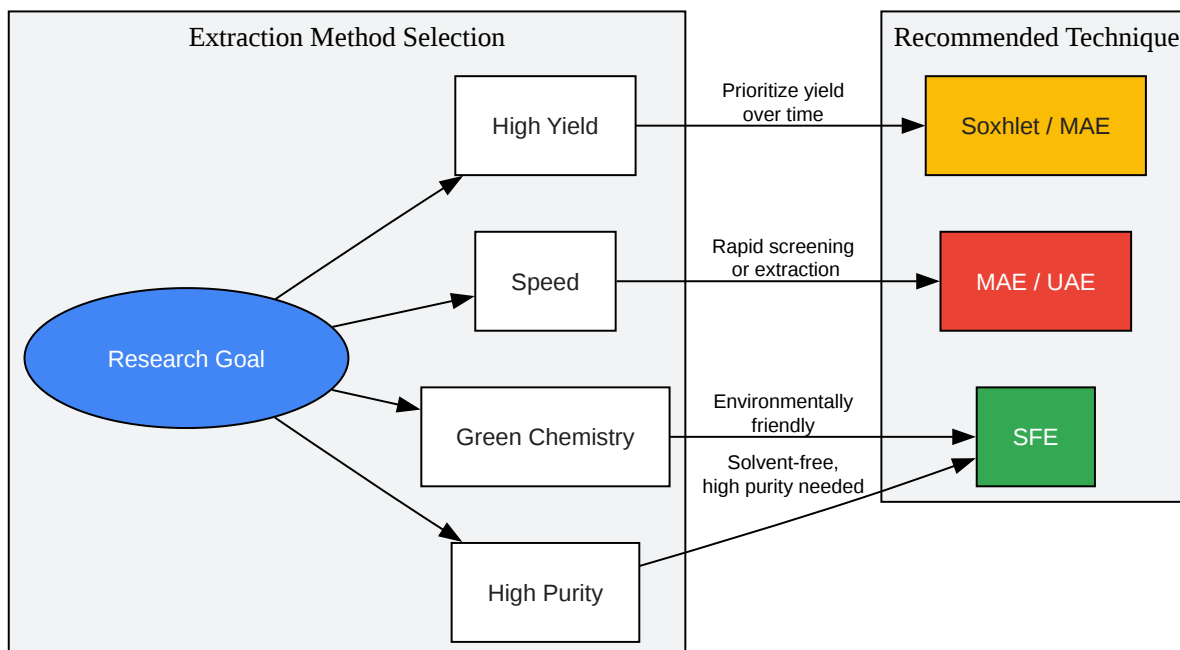 Extraction Method Selection
Recommended Technique
High Yield
Prioritize yield
over time
Soxhlet / MAE
Speed
Rapid screening
or extraction
MAE / UAE
Research Goal
Green Chemistry
Environmentally
friendly
SFE
Solvent-free,
high purity needed
High Purity